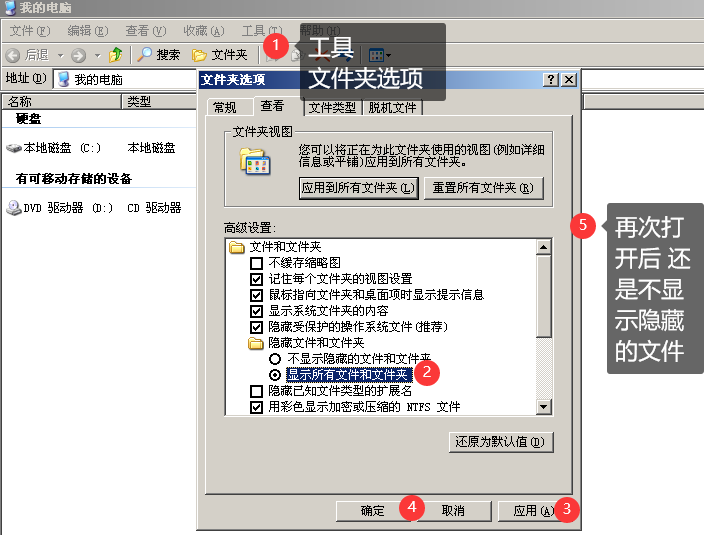 我的电脑
文件(F) 编辑(E) 查看(V) 收藏(A) 工具(T) 帮助(H)
后退 搜索 文件夹
1
工具
文件夹选项
地址(D) 我的电脑
名称 类型
硬盘
本地磁盘 (C:) 本地磁盘
有可移动存储的设备
DVD 驱动器 (D:) CD 驱动器
文件夹选项
常规 查看 文件类型 脱机文件
文件夹视图
您可以将正在为此文件夹使用的视图(例如详细
信息或平铺)应用到所有文件夹。
应用到所有文件夹(L) 重置所有文件夹(R)
高级设置:
文件和文件夹
不缓存缩略图
记住每个文件夹的视图设置
鼠标指向文件夹和桌面项时显示提示信息
显示系统文件夹的内容
隐藏受保护的操作系统文件(推荐)
隐藏文件和文件夹
不显示隐藏的文件和文件夹
显示所有文件和文件夹
2
隐藏已知文件类型的扩展名
用彩色显示加密或压缩的 NTFS 文件
还原为默认值(D)
确定 4 取消 应用(A) 3
5
再次打
开后 还
是不显
示隐藏
的文件